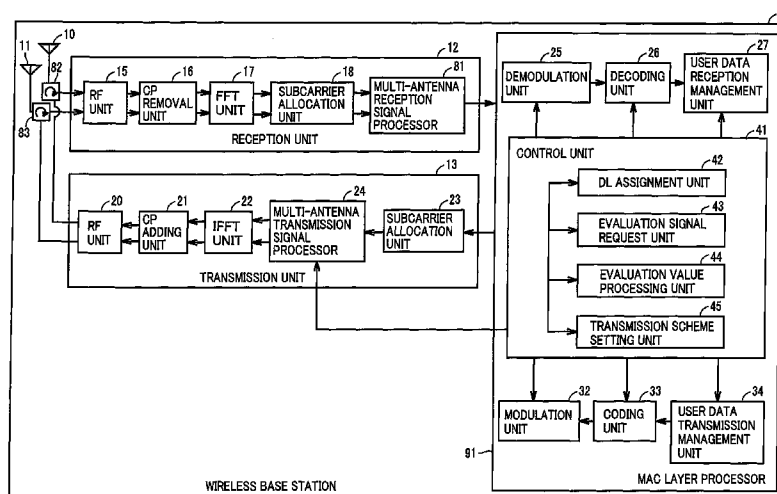 10
11
82
83
12
15
16
17
18
81
RF
UNIT
CP
REMOVAL
UNIT
FFT
UNIT
SUBCARRIER
ALLOCATION
UNIT
MULTI-ANTENNA
RECEPTION
SIGNAL
PROCESSOR
RECEPTION UNIT
13
20
21
22
24
23
RF
UNIT
CP
ADDING
UNIT
IFFT
UNIT
MULTI-ANTENNA
TRANSMISSION
SIGNAL
PROCESSOR
SUBCARRIER
ALLOCATION
UNIT
TRANSMISSION UNIT
25
26
27
DEMODULATION
UNIT
DECODING
UNIT
USER DATA
RECEPTION
MANAGEMENT
UNIT
41
CONTROL UNIT
42
DL ASSIGNMENT UNIT
43
EVALUATION SIGNAL
REQUEST UNIT
44
EVALUATION VALUE
PROCESSING UNIT
45
TRANSMISSION SCHEME
SETTING UNIT
32
33
34
MODULATION
UNIT
CODING
UNIT
USER DATA
TRANSMISSION
MANAGEMENT
UNIT
91
MAC LAYER PROCESSOR
WIRELESS BASE STATION